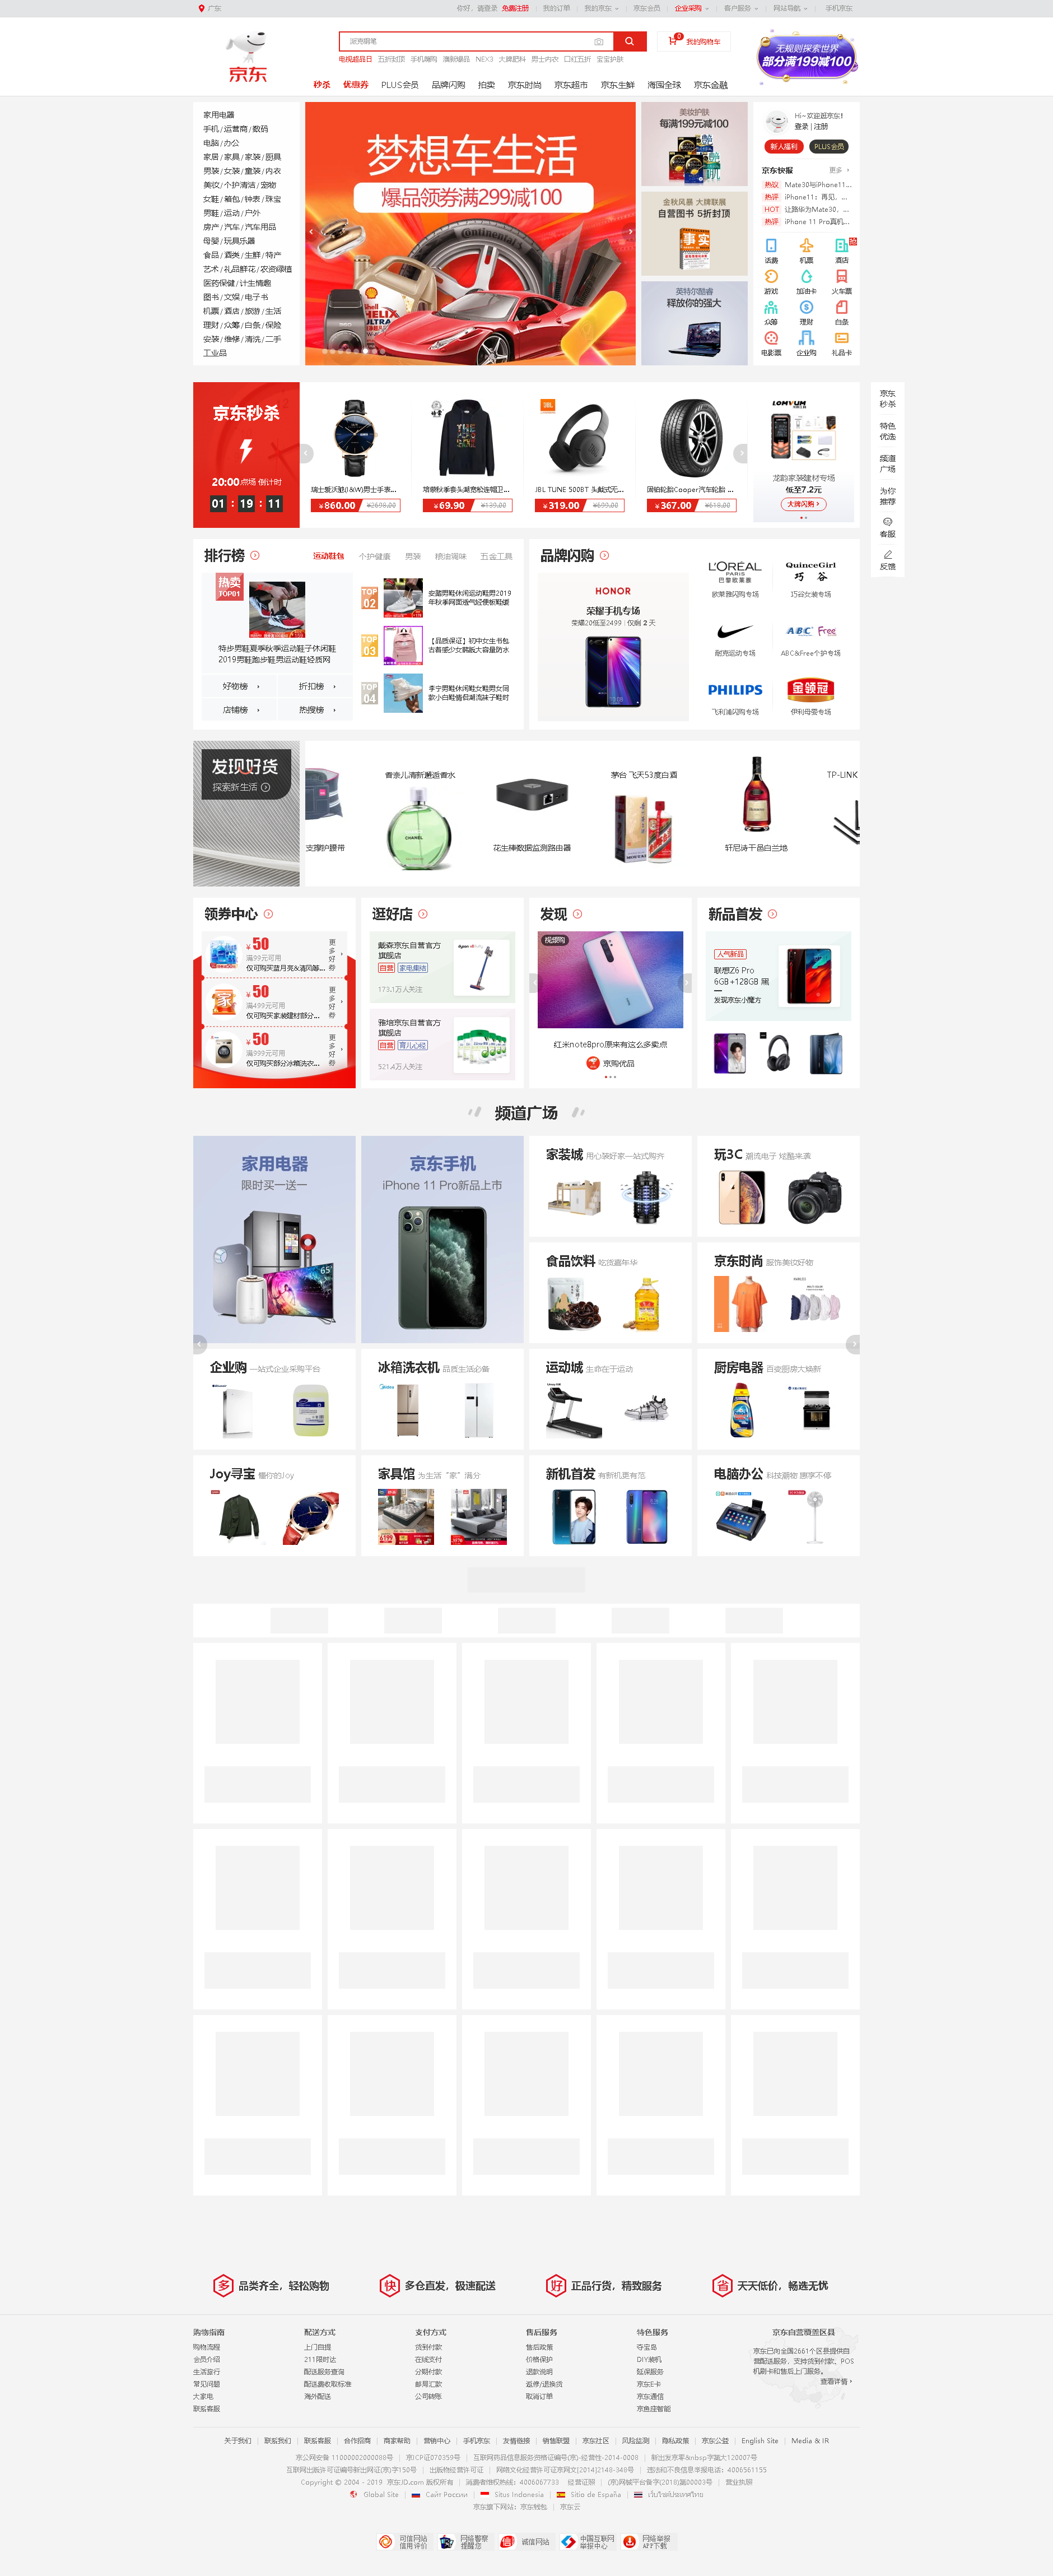 广东
你好，请登录 免费注册 我的订单 我的京东 京东会员 企业采购 客户服务 网站导航 手机京东
京东
0 我的购物车
无规则探索世界
部分满199减100
电视超品日 五折封顶 手机嗨购 NEX3 大牌肥料 男士内衣 口红五折 宝宝护肤
秒杀 优惠券 PLUS会员 品牌闪购 拍卖 京东时尚 京东超市 京东生鲜 海囤全球 京东金融
家用电器
手机 / 运营商 / 数码
电脑 / 办公
家居 / 家具 / 家装 / 厨具
男装 / 女装 / 童装 / 内衣
美妆 / 个护清洁 / 宠物
女鞋 / 箱包 / 钟表 / 珠宝
男鞋 / 运动 / 户外
房产 / 汽车 / 汽车用品
母婴 / 玩具乐器
食品 / 酒类 / 生鲜 / 特产
艺术 / 礼品鲜花 / 农资绿植
医药保健 / 计生情趣
图书 / 文娱 / 电子书
机票 / 酒店 / 旅游 / 生活
理财 / 众筹 / 白条 / 保险
安装 / 维修 / 清洗 / 二手
工业品
梦想车生活
爆品领券满299减100
美妆护肤
每满199元减100
金秋风暴 大牌联展
自营图书 5折封顶
事实
英特尔酷睿
释放你的强大
Hi~欢迎逛京东!
登录 | 注册
新人福利 PLUS会员
京东快报 更多
热议 Mate30与iPhone11...
热评 iPhone11：再见，...
HOT 让路华为Mate30，...
热评 iPhone 11 Pro真机...
话费 机票 酒店
游戏 加油卡 火车票
众筹 理财 白条
电影票 企业购 礼品卡
京东秒杀
20:00 点场 倒计时
01 : 19 : 11
瑞士爱沃驰(I&W)男士手表...
¥860.00 ¥2698.00
培蒙秋季套头潮宽松连帽卫...
¥69.90 ¥139.00
JBL
JBL TUNE 500BT 头戴式无...
¥319.00 ¥699.00
固铂轮胎Cooper汽车轮胎 ...
¥367.00 ¥618.00
LOMVUM
龙韵家装建材专场
低至7.2元
大牌闪购
京东
秒杀
特色
优选
频道
广场
为你
推荐
客服
反馈
排行榜
运动鞋包 个护健康 男装 粮油调味 五金工具
热卖
TOP01
特步男鞋夏季秋季运动鞋子休闲鞋
2019男鞋跑步鞋男运动鞋轻质网
好物榜 折扣榜
店铺榜 热搜榜
TOP 02
安踏男鞋休闲运动鞋男2019
年秋季网面透气轻便板鞋缓
TOP 03
【品质保证】初中女生书包
古着感少女韩版大容量防水
TOP 04
李宁男鞋休闲鞋女鞋男女同
款小白鞋情侣潮流袜子鞋时
品牌闪购
HONOR
荣耀手机专场
荣耀20低至2499 | 仅剩 2 天
L'ORÉAL
PARIS
巴黎欧莱雅
欧莱雅闪购专场
QuinceGirl
巧 谷
巧谷女装专场
耐克运动专场
ABC Free
ABC&Free个护专场
PHILIPS
飞利浦闪购专场
金领冠
伊利母婴专场
发现好货
探索新生活
支撑护腰带
香奈儿清新邂逅香水
CHANEL
花生棒数据监测路由器
茅台 飞天53度白酒
轩尼诗干邑白兰地
TP-LINK
领券中心
¥ 50
满99元可用
仅可购买蓝月亮&清风等...
更多好券
¥ 50
满499元可用
仅可购买家装建材部分...
更多好券
¥ 50
满999元可用
仅可购买部分冰箱洗衣...
更多好券
逛好店
戴森京东自营官方
旗舰店
自营 家电集结
173.1万人关注
dyson
雅培京东自营官方
旗舰店
自营 育儿心经
521.4万人关注
发现
视频购
红米note8pro原来有这么多卖点
京购优品
新品首发
人气新品
联想Z6 Pro
6GB+128GB 黑
发现京东小魔方
频道广场
家用电器
限时买一送一
65"
京东手机
iPhone 11 Pro新品上市
家装城 用心装好家一站式购齐
玩3C 潮流电子 炫酷来满
食品饮料 吃货嘉年华
京东时尚 服饰美妆好物
企业购 一站式企业采购平台
冰箱洗衣机 品质生活必备
Midea
运动城 生命在于运动
厨房电器 百变厨房大焕新
Joy寻宝 懂你的Joy
家具馆 为生活“家”满分
新机首发 有新机更有范
电脑办公 科技潮物 惠享不停
多 品类齐全，轻松购物
快 多仓直发，极速配送
好 正品行货，精致服务
省 天天低价，畅选无忧
购物指南
购物流程
会员介绍
生活旅行
常见问题
大家电
联系客服
配送方式
上门自提
211限时达
配送服务查询
配送费收取标准
海外配送
支付方式
货到付款
在线支付
分期付款
邮局汇款
公司转账
售后服务
售后政策
价格保护
退款说明
返修/退换货
取消订单
特色服务
夺宝岛
DIY装机
延保服务
京东E卡
京东通信
京鱼座智能
京东自营覆盖区县
京东已向全国2661个区县提供自
营配送服务，支持货到付款、POS
机刷卡和售后上门服务。
查看详情
关于我们 | 联系我们 | 联系客服 | 合作招商 | 商家帮助 | 营销中心 | 手机京东 | 友情链接 | 销售联盟 | 京东社区 | 风险监测 | 隐私政策 | 京东公益 | English Site | Media & IR
京公网安备 11000002000088号 | 京ICP证070359号 | 互联网药品信息服务资格证编号(京)-经营性-2014-0008 | 新出发京零&nbsp字第大120007号
互联网出版许可证编号新出网证(京)字150号 | 出版物经营许可证 | 网络文化经营许可证京网文[2014]2148-348号 | 违法和不良信息举报电话：4006561155
Copyright © 2004 - 2019 京东JD.com 版权所有 | 消费者维权热线：4006067733 经营证照 | (京)网械平台备字(2018)第00003号 | 营业执照
Global Site | Сайт России | Situs Indonesia | Sitio de España | เว็บไซต์ประเทศไทย
京东旗下网站：京东钱包 | 京东云
可信网站
信用评价
网络警察
提醒您
诚信网站
中国互联网
举报中心
网络举报
APP下载